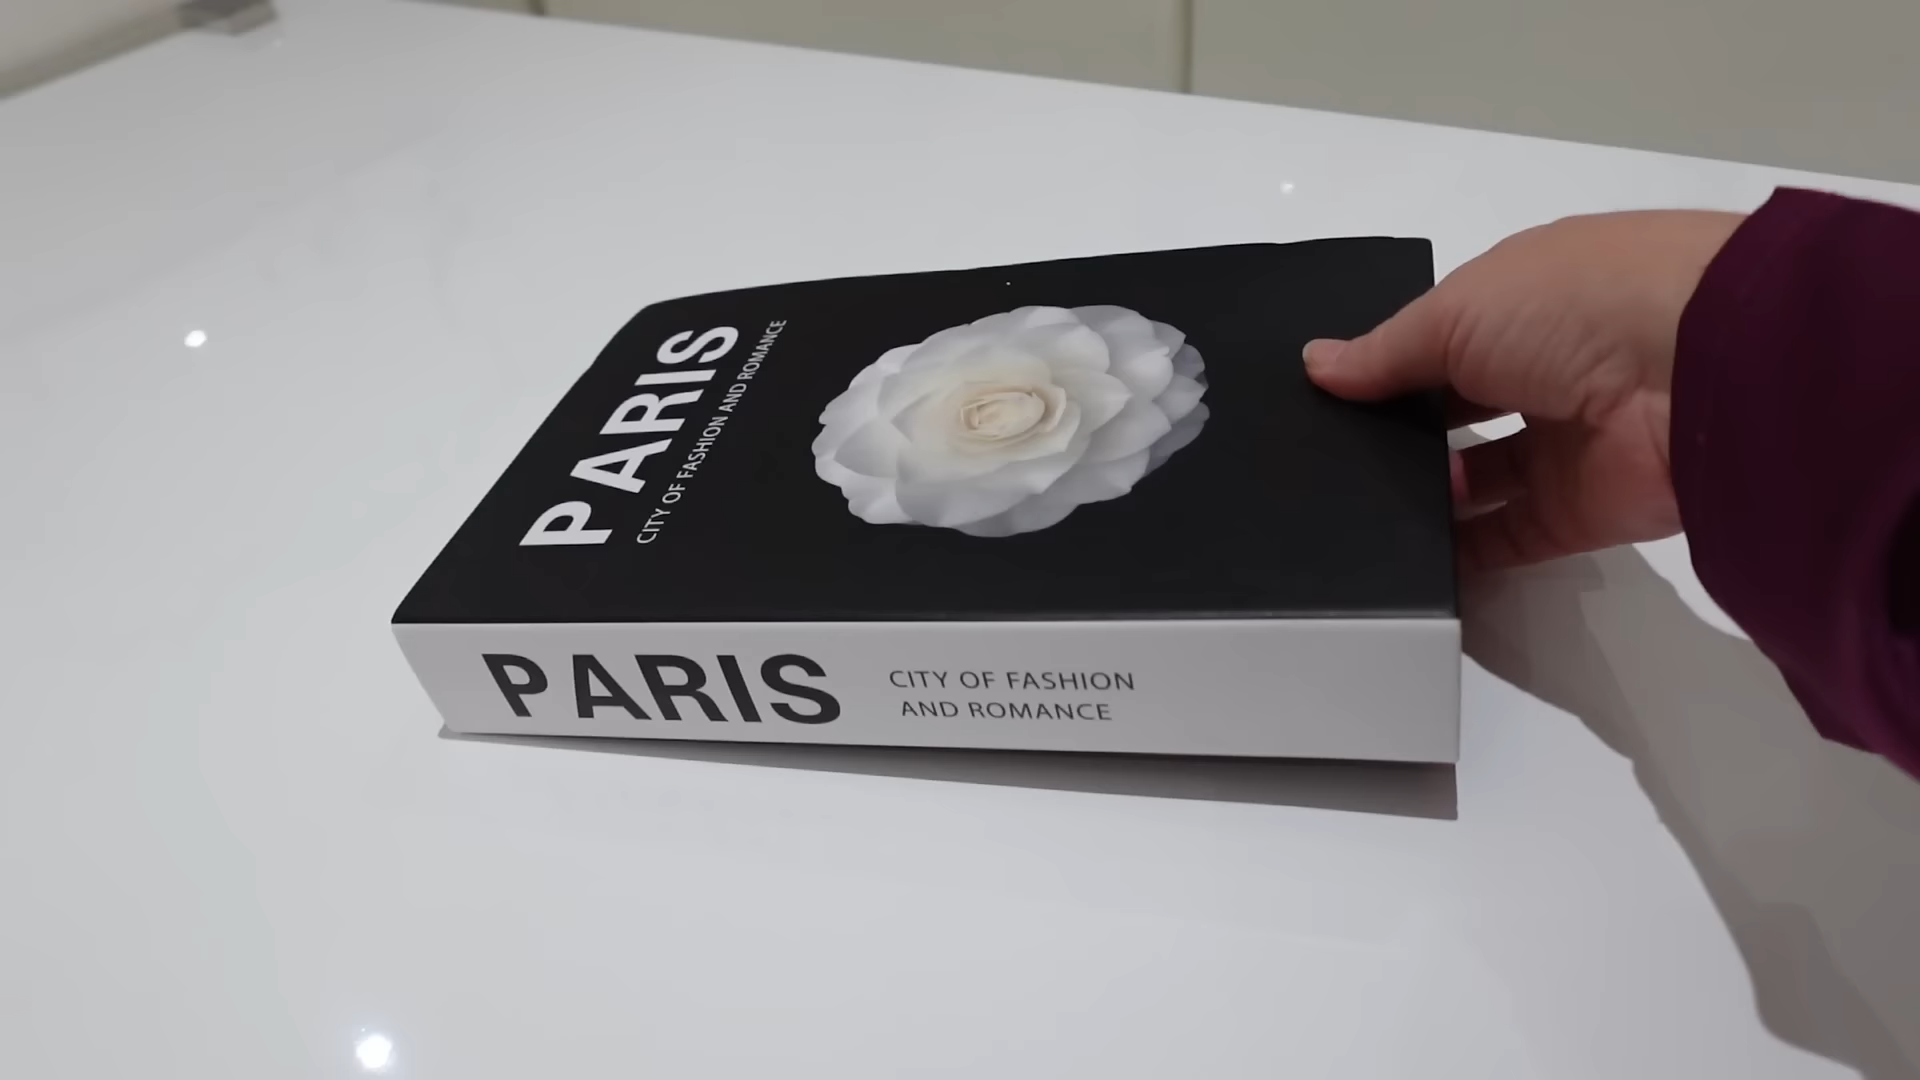 PARIS
CITY OF FASHION AND ROMANCE
PARIS
CITY OF FASHION
AND ROMANCE